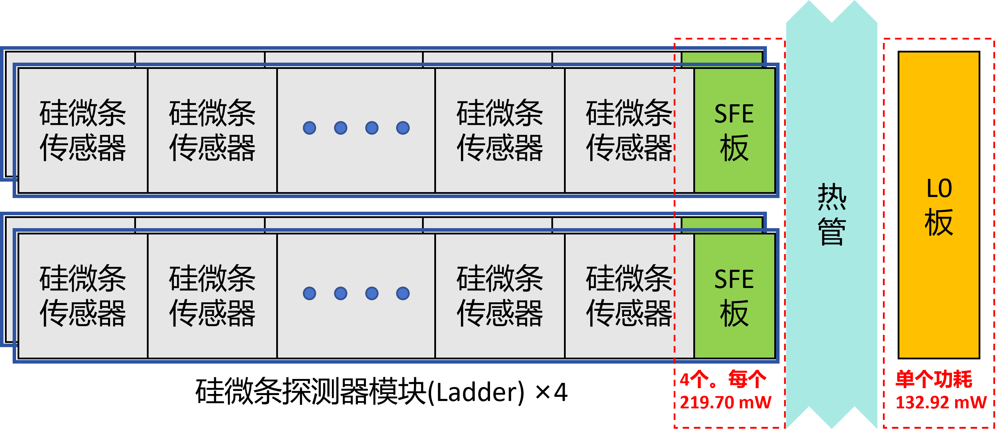 硅微条 硅微条 硅微条 硅微条 SFE
传感器 传感器 传感器 传感器 板
硅微条 硅微条 硅微条 硅微条 SFE
传感器 传感器 传感器 传感器 板
热
管
LO
板
硅微条探测器模块(Ladder) ×4
4个。每个
219.70 mW
单个功耗
132.92 mW